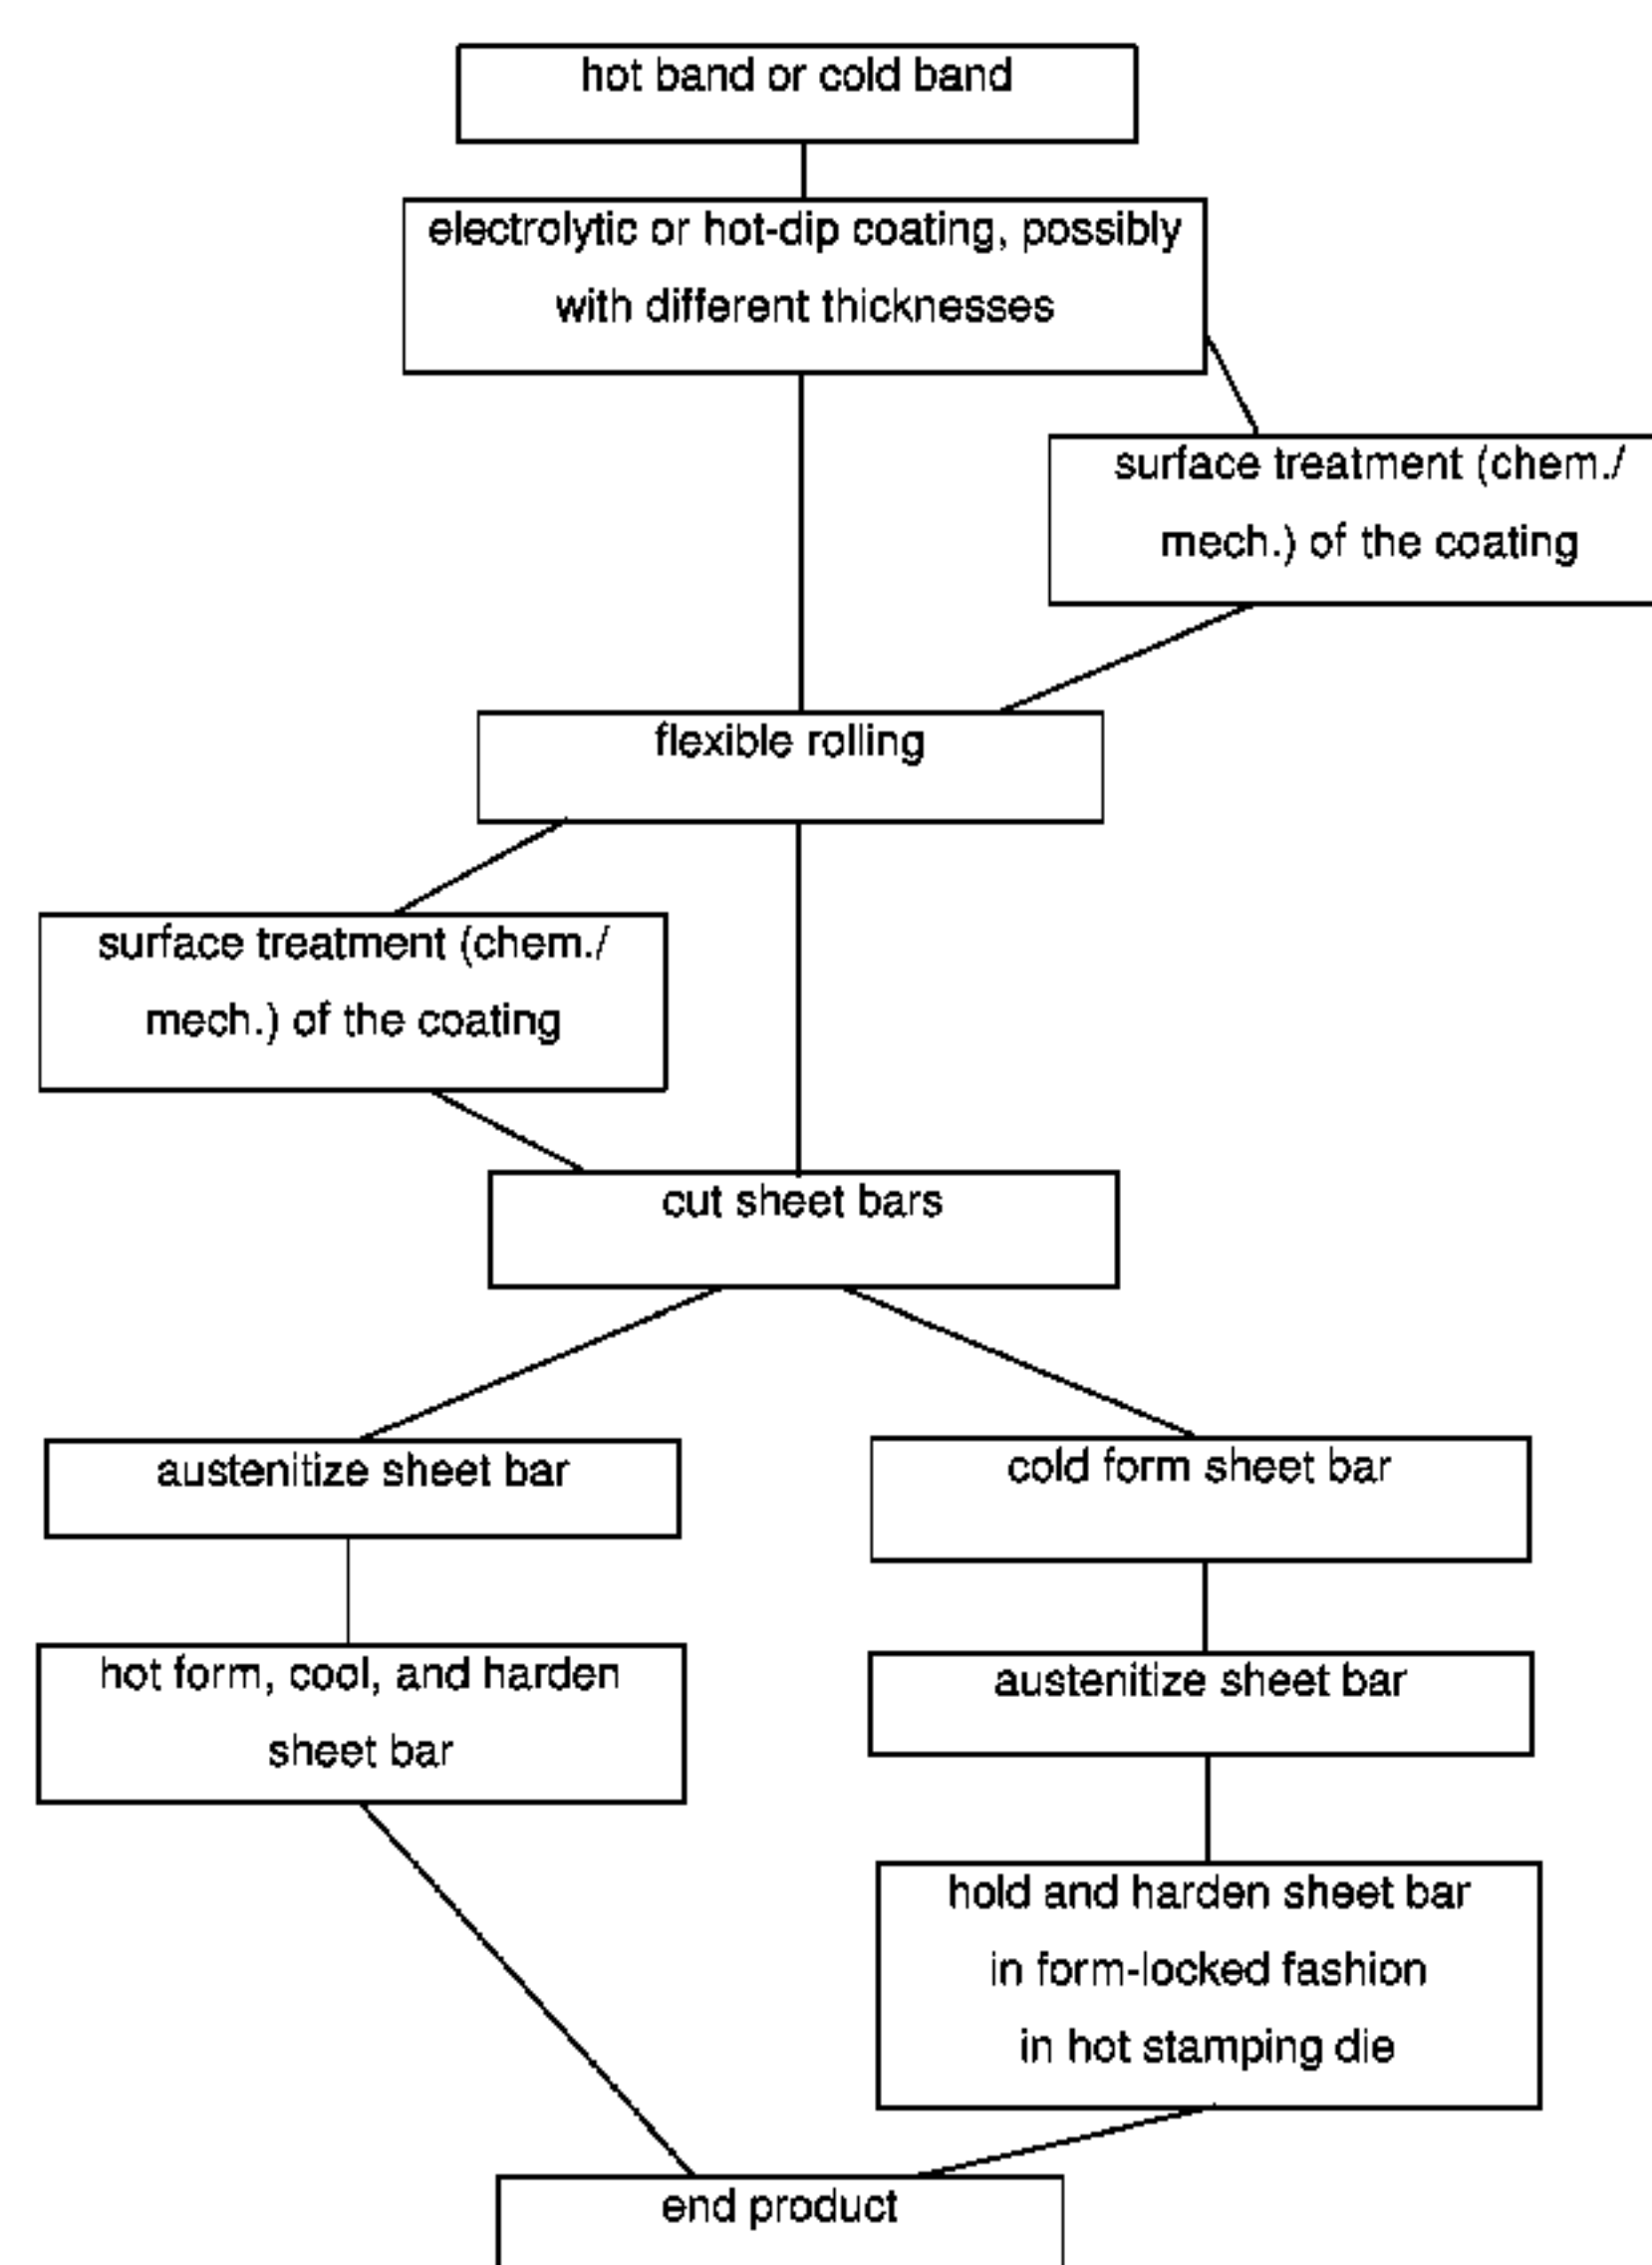 hot band or cold band
electrolytic or hot-dip coating, possibly
with different thicknesses
surface treatment (chem./
mech.) of the coating
flexible rolling
surface treatment (chem./
mech.) of the coating
cut sheet bars
austenitize sheet bar
hot form, cool, and harden
sheet bar
cold form sheet bar
austenitize sheet bar
hold and harden sheet bar
in form-locked fashion
in hot stamping die
end product